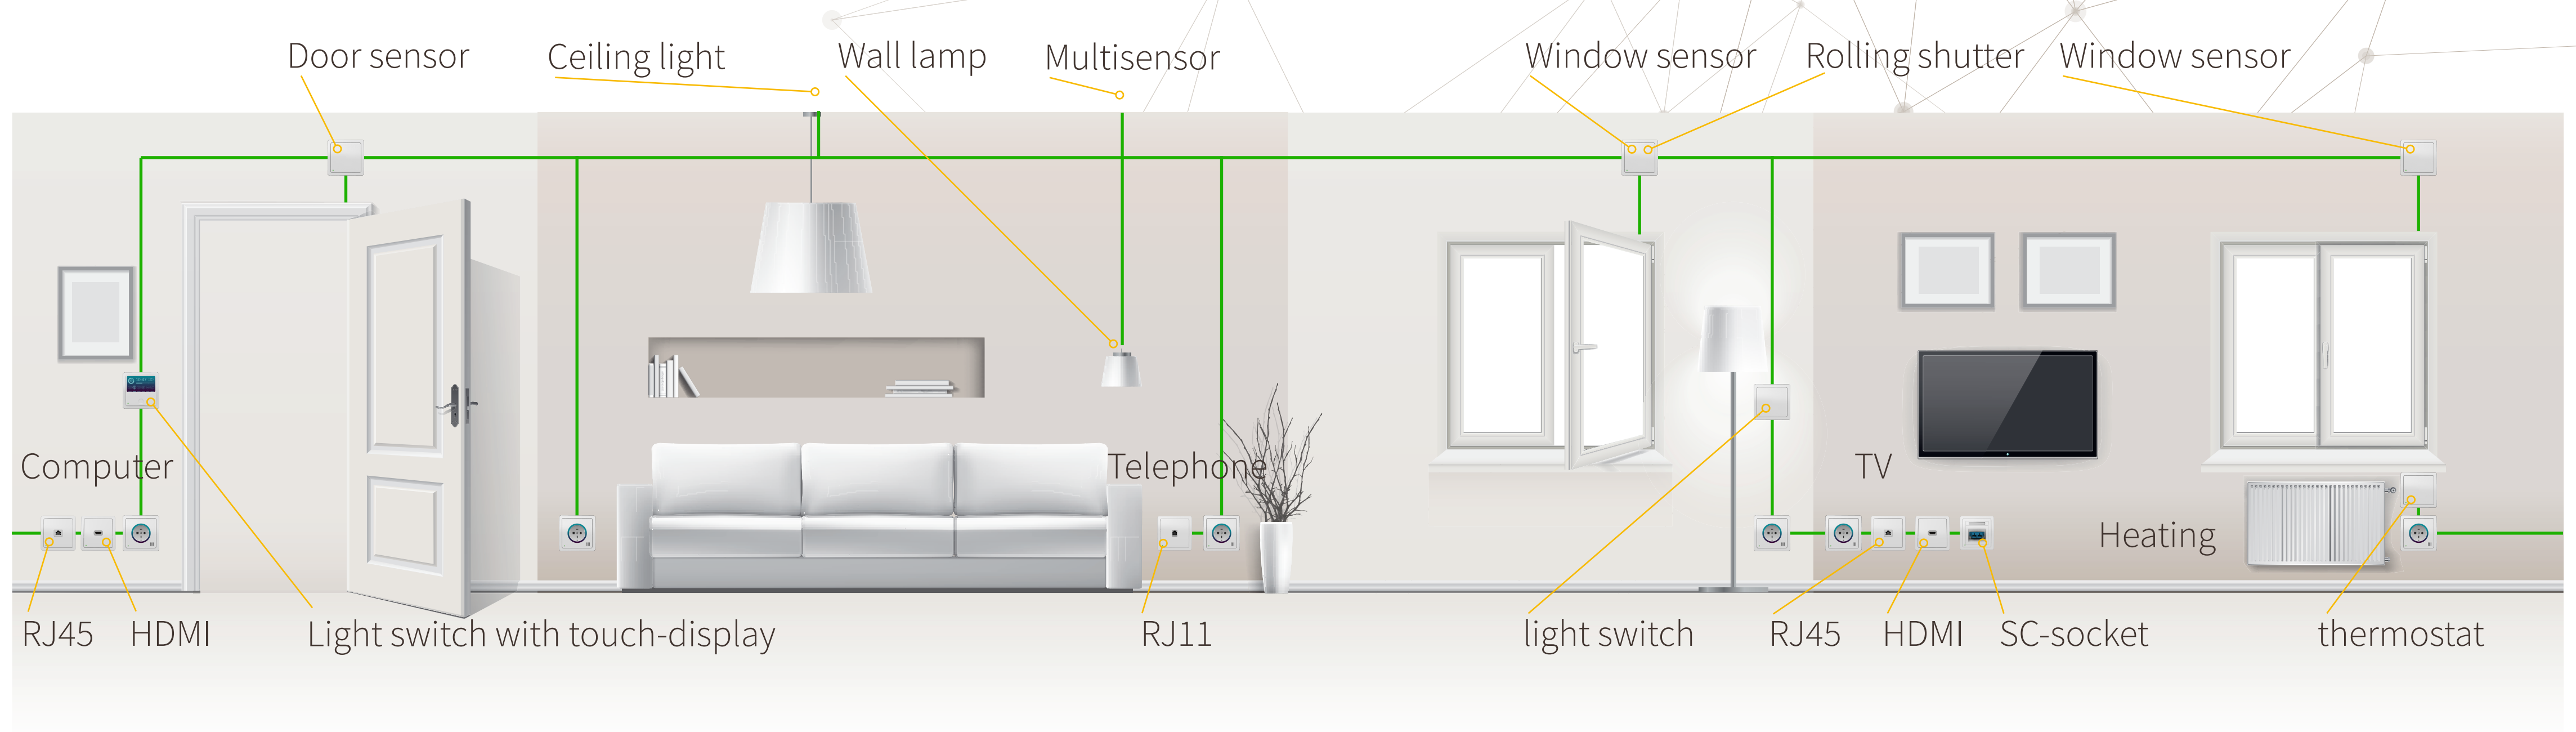 Door sensor
Ceiling light
Wall lamp
Multisensor
Window sensor
Rolling shutter
Window sensor
Computer
Telephone
TV
Heating
RJ45
HDMI
Light switch with touch-display
RJ11
light switch
RJ45
HDMI
SC-socket
thermostat